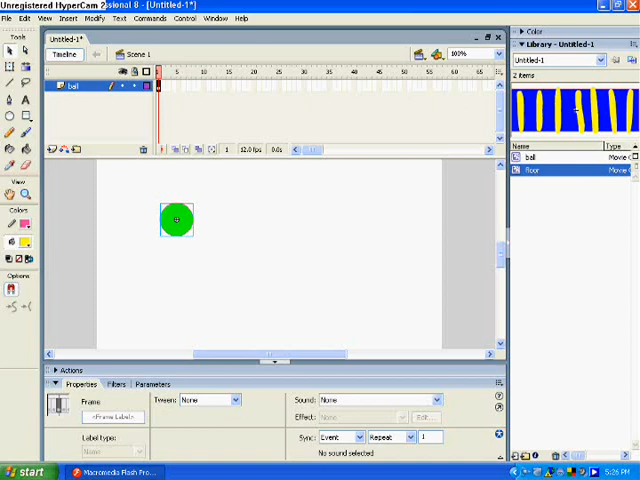 Unregistered HyperCam 2
ssional 8 - [Untitled-1*]
File Edit View Insert Modify Text Commands Control Window Help
Tools
View
Colors
Options
Untitled-1*
Timeline
Scene 1
100%
1 5 10 15 20 25 30 35 40 45 50 55 60 65
ball
1 12.0 fps 0.0s
Actions
Properties Filters Parameters
Frame
<Frame Label>
Label type:
Name
Tween: None
Sound: None
Effect: None Edit...
Sync: Event Repeat 1
No sound selected
Color
Library - Untitled-1
Untitled-1
2 items
Name Type
ball Movie
floor Movie
start
Macromedia Flash Pro...
5:26 PM